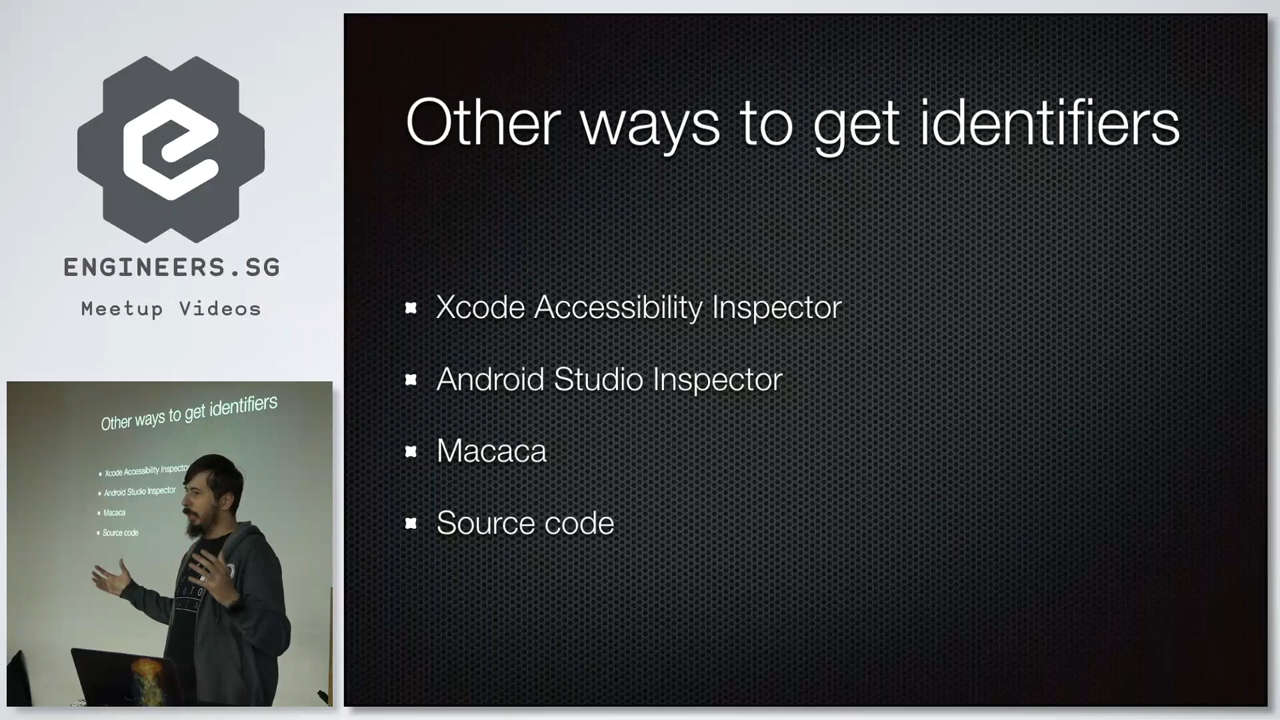 ENGINEERS.SG
Meetup Videos
Other ways to get identifiers
Xcode Accessibility Inspector
Android Studio Inspector
Macaca
Source code
Other ways to get identifiers
Xcode Accessibility Inspector
Android Studio Inspector
Macaca
Source code